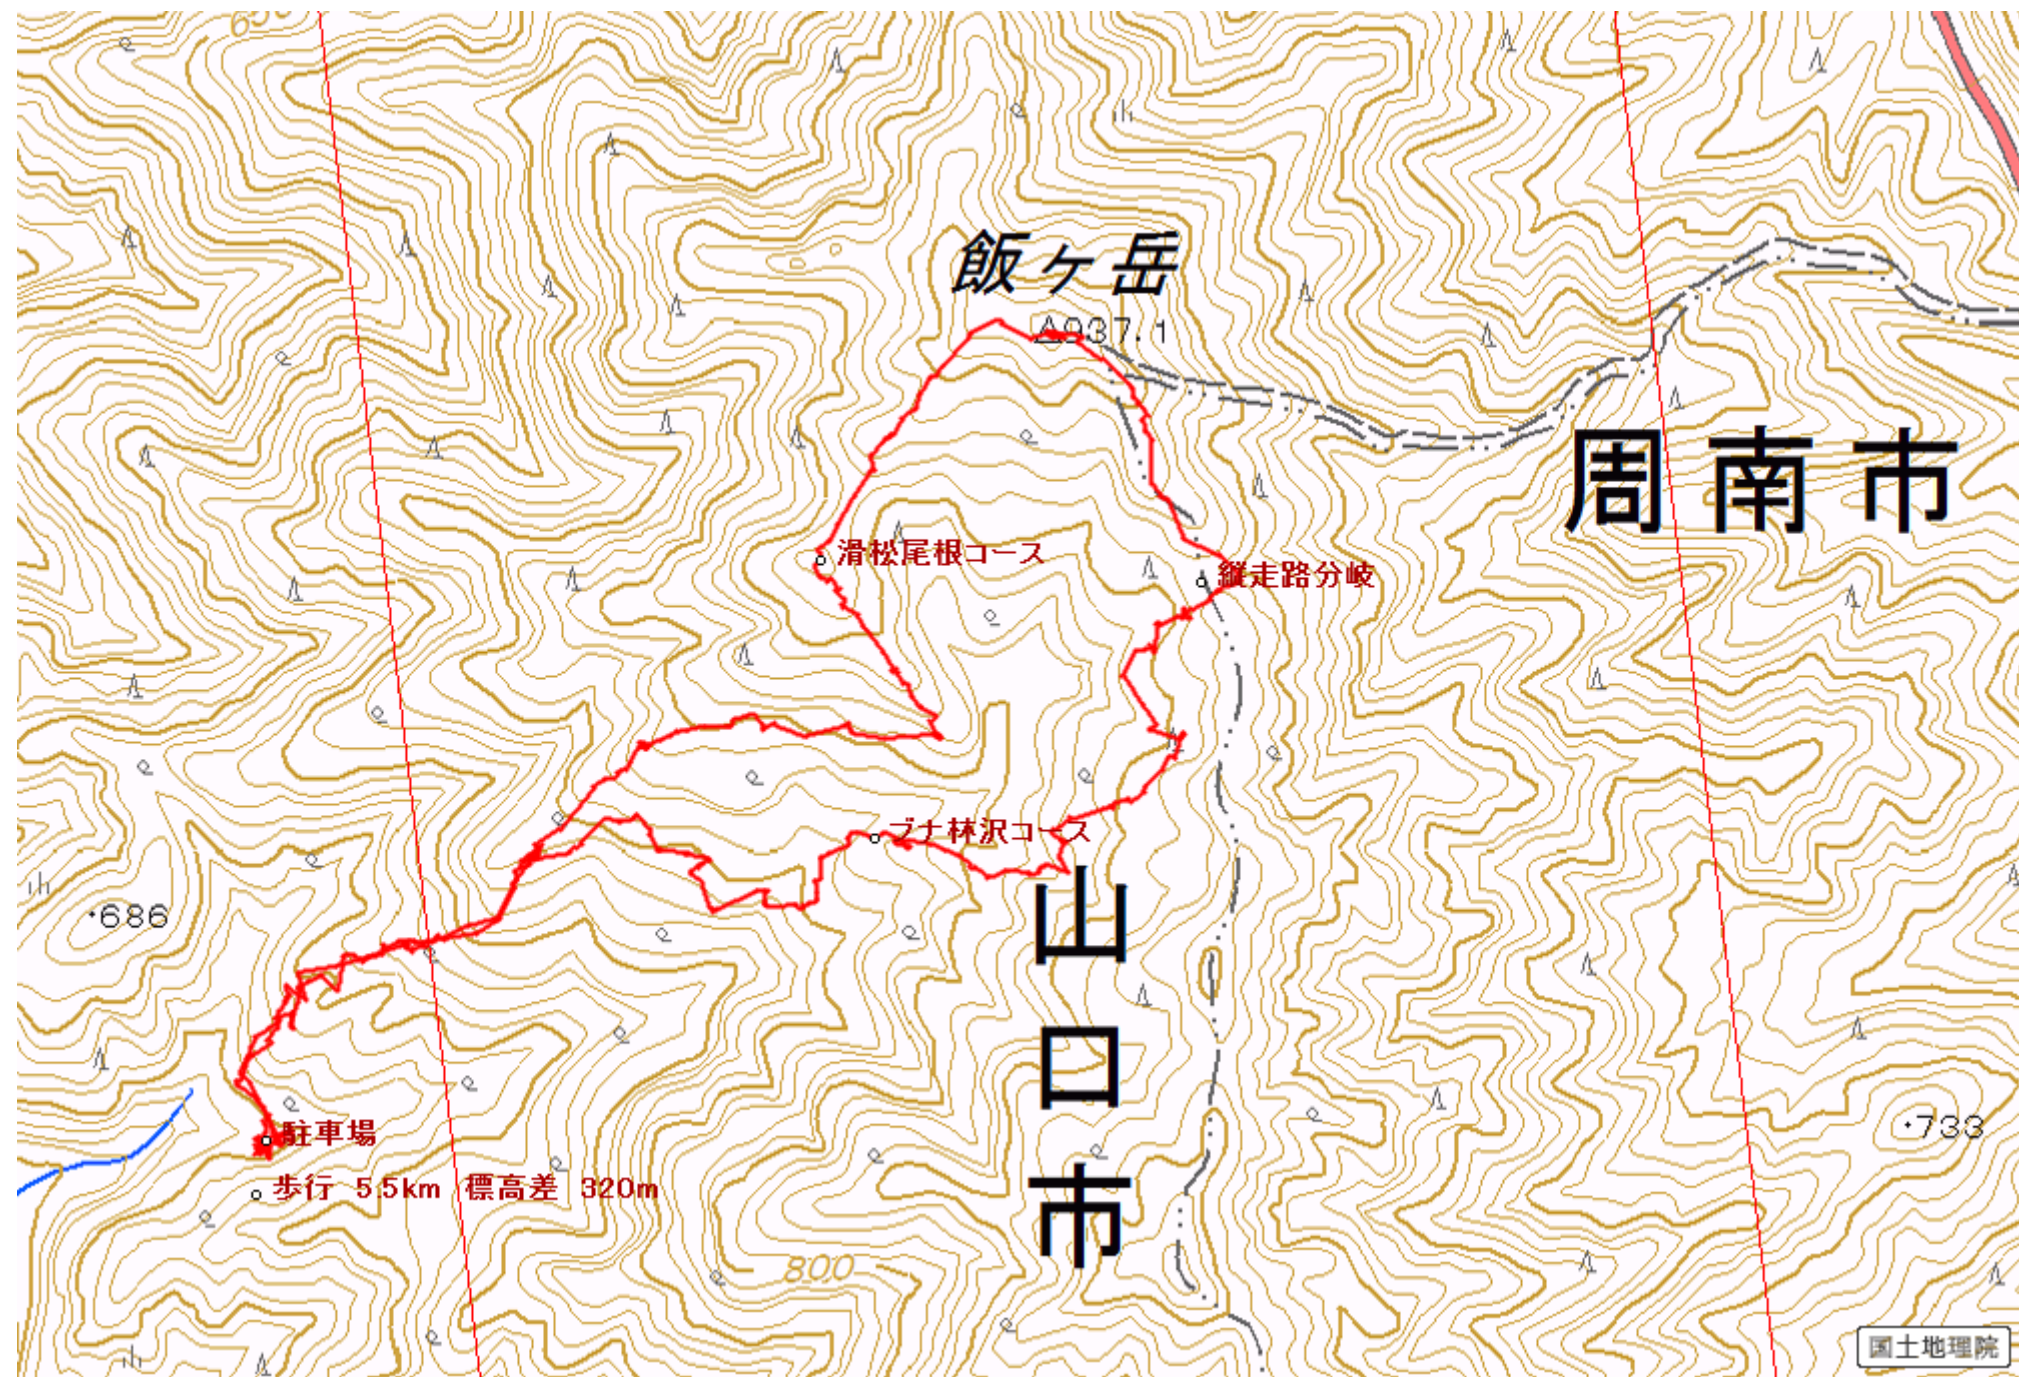 飯ヶ岳
937.1
周南市
滑松尾根コース
縦走路分岐
ブナ林沢コース
山口市
・686
駐車場
・733
歩行 5.5km 標高差 320m
800
国土地理院